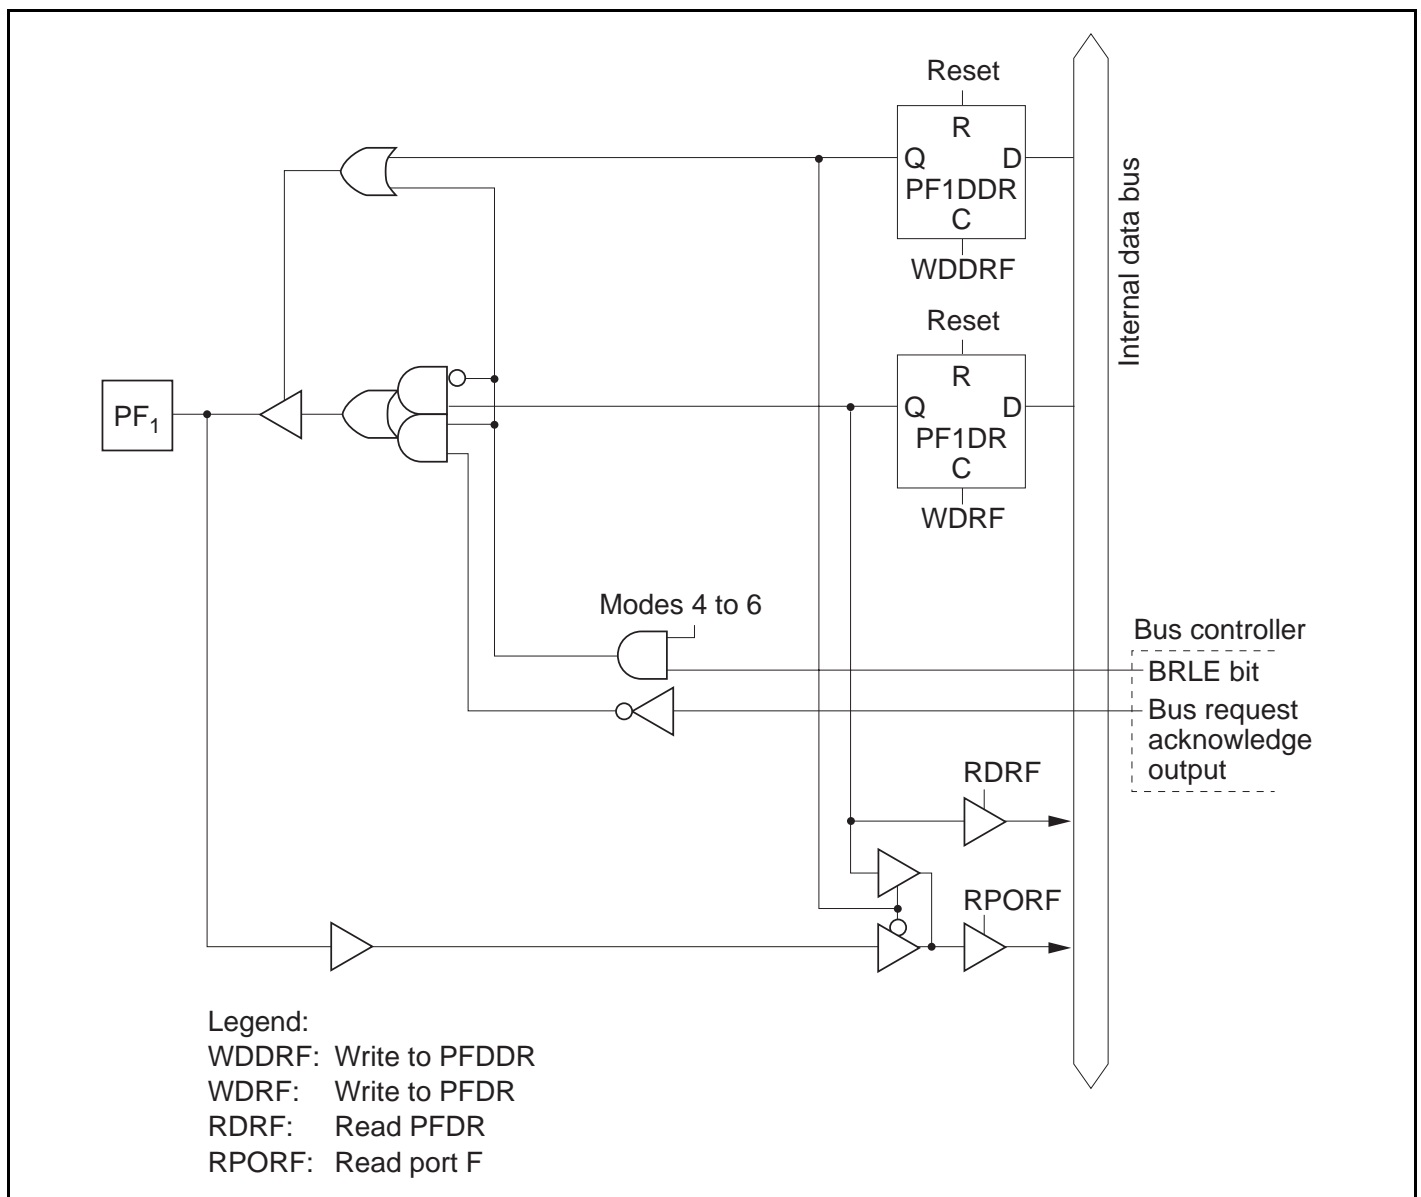 Reset
R
Q D
PF1DDR
C
WDDRF
Internal data bus
Reset
R
Q D
PF1DR
C
WDRF
PF1
Modes 4 to 6
Bus controller
BRLE bit
Bus request
acknowledge
output
RDRF
RPORF
Legend:
WDDRF: Write to PFDDR
WDRF: Write to PFDR
RDRF: Read PFDR
RPORF: Read port F